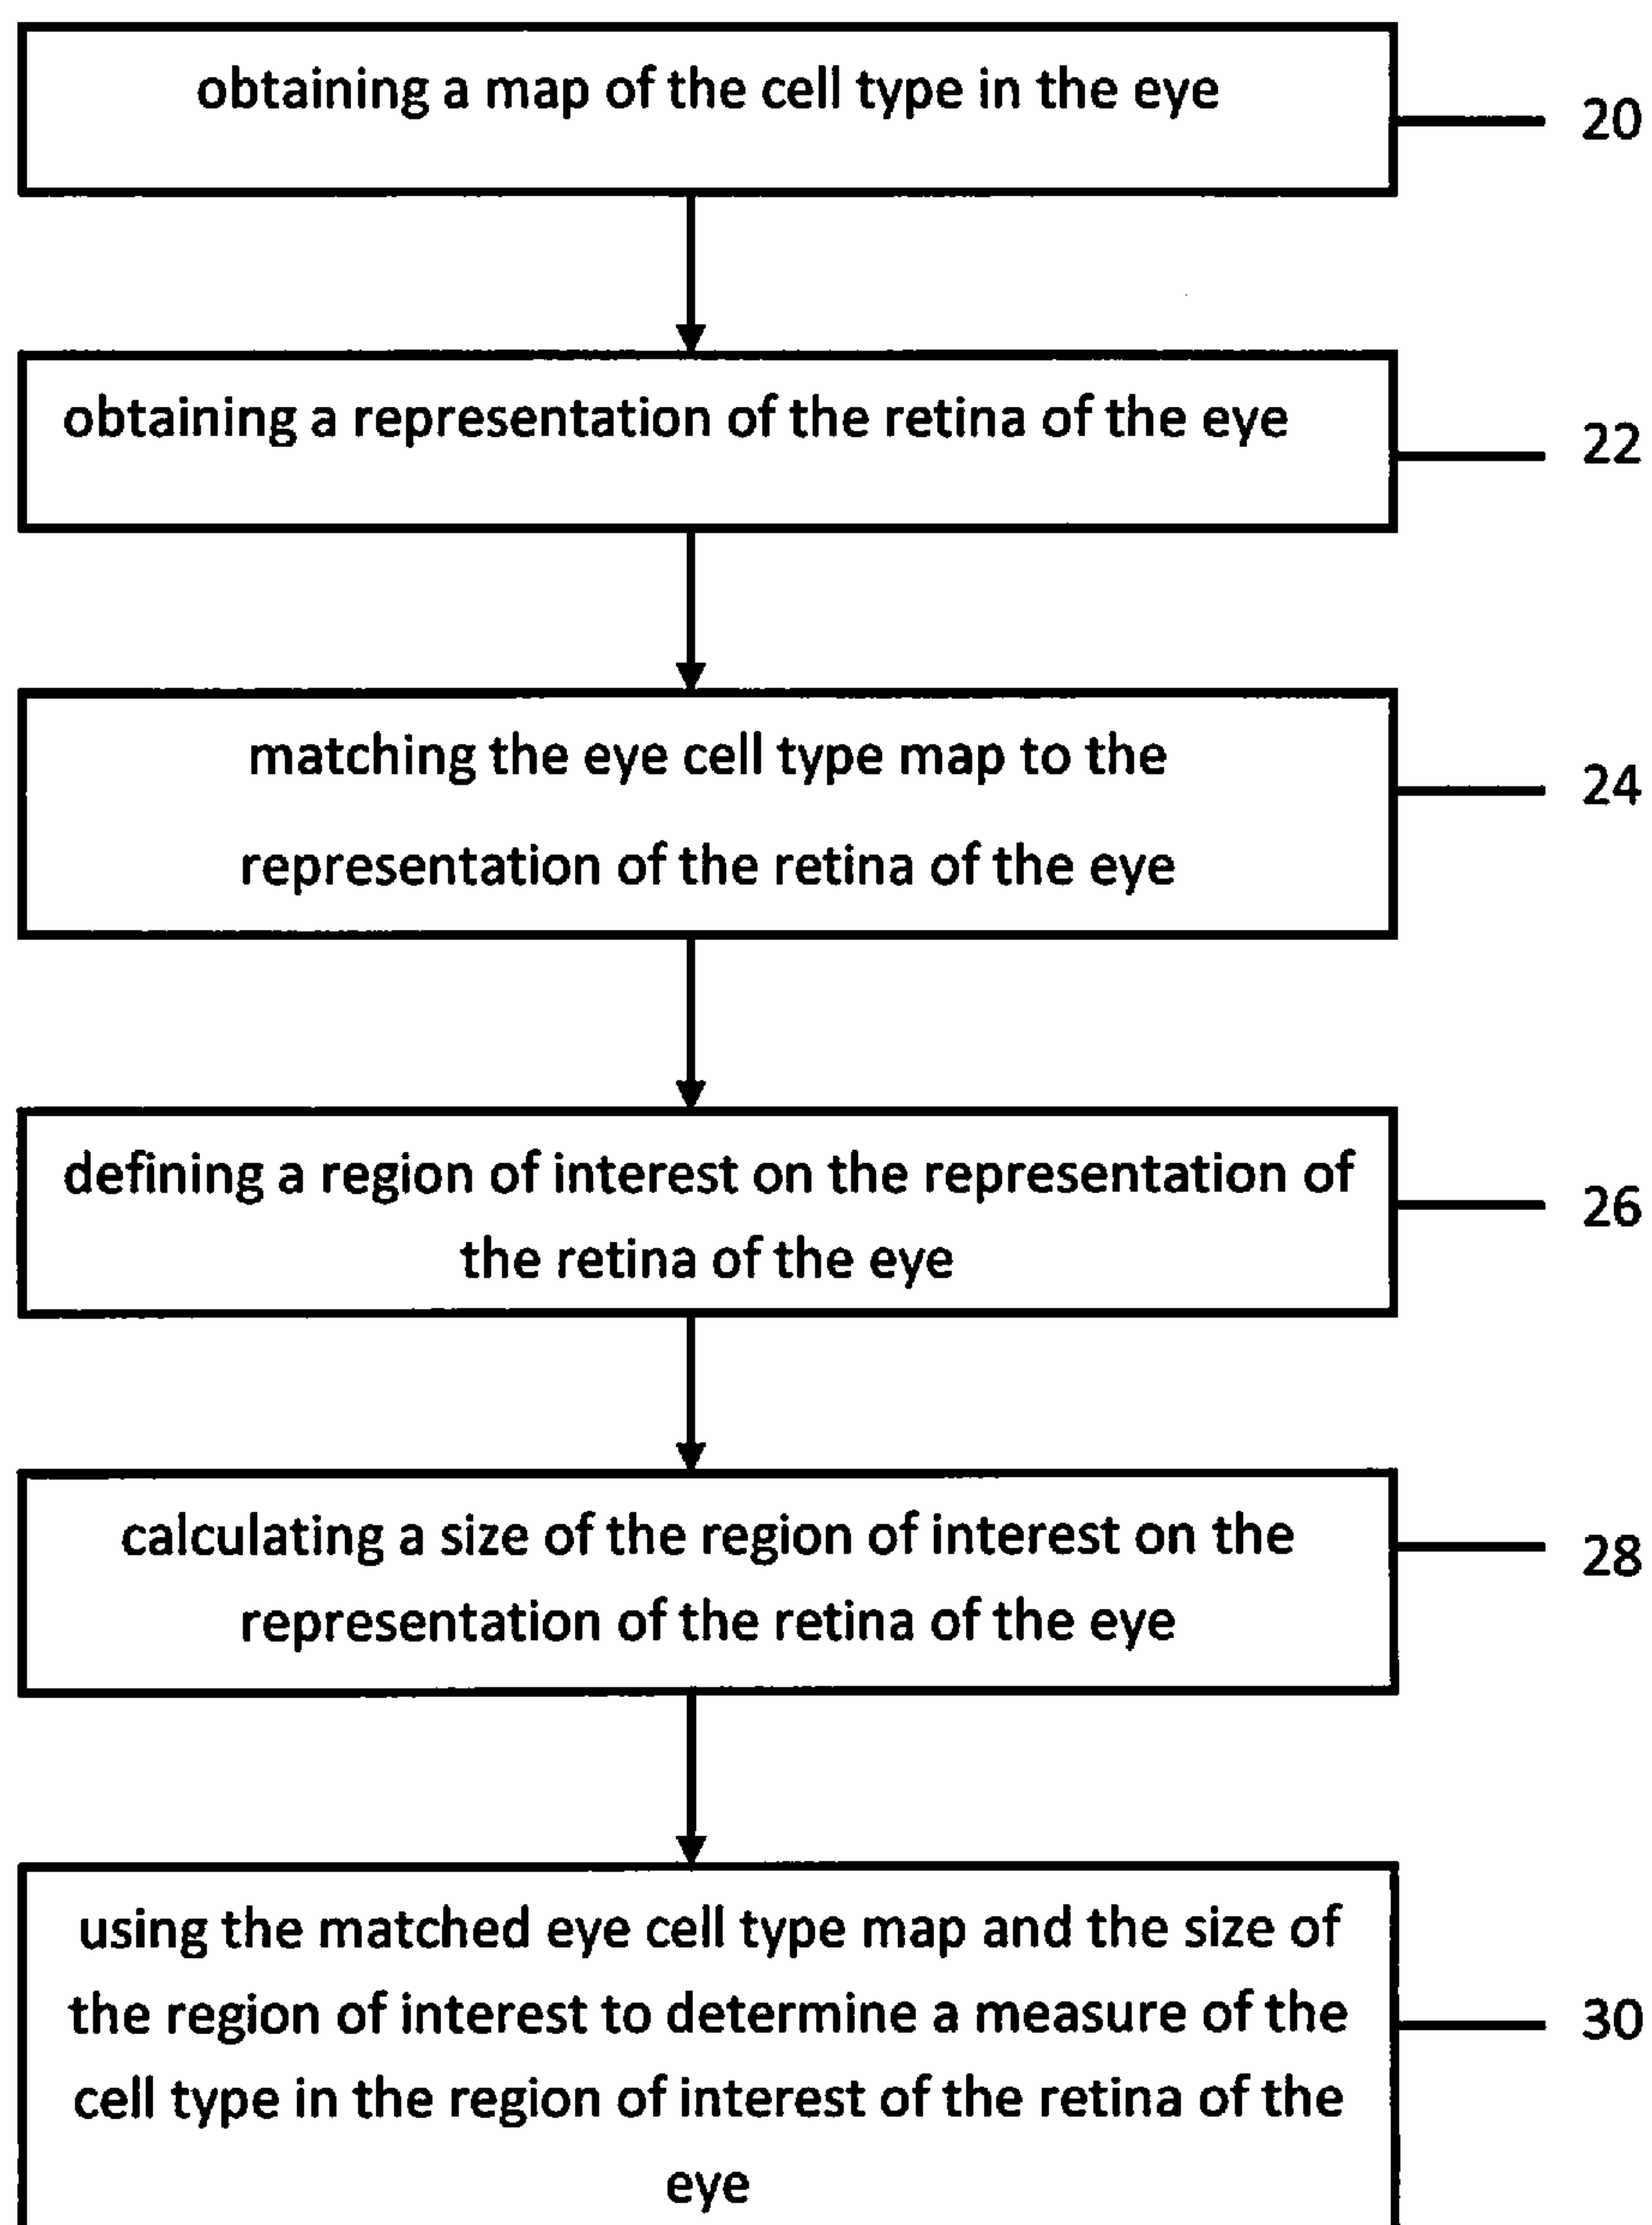 obtaining a map of the cell type in the eye
20
obtaining a representation of the retina of the eye
22
matching the eye cell type map to the
representation of the retina of the eye
24
defining a region of interest on the representation of
the retina of the eye
26
calculating a size of the region of interest on the
representation of the retina of the eye
28
using the matched eye cell type map and the size of
the region of interest to determine a measure of the
cell type in the region of interest of the retina of the
eye
30